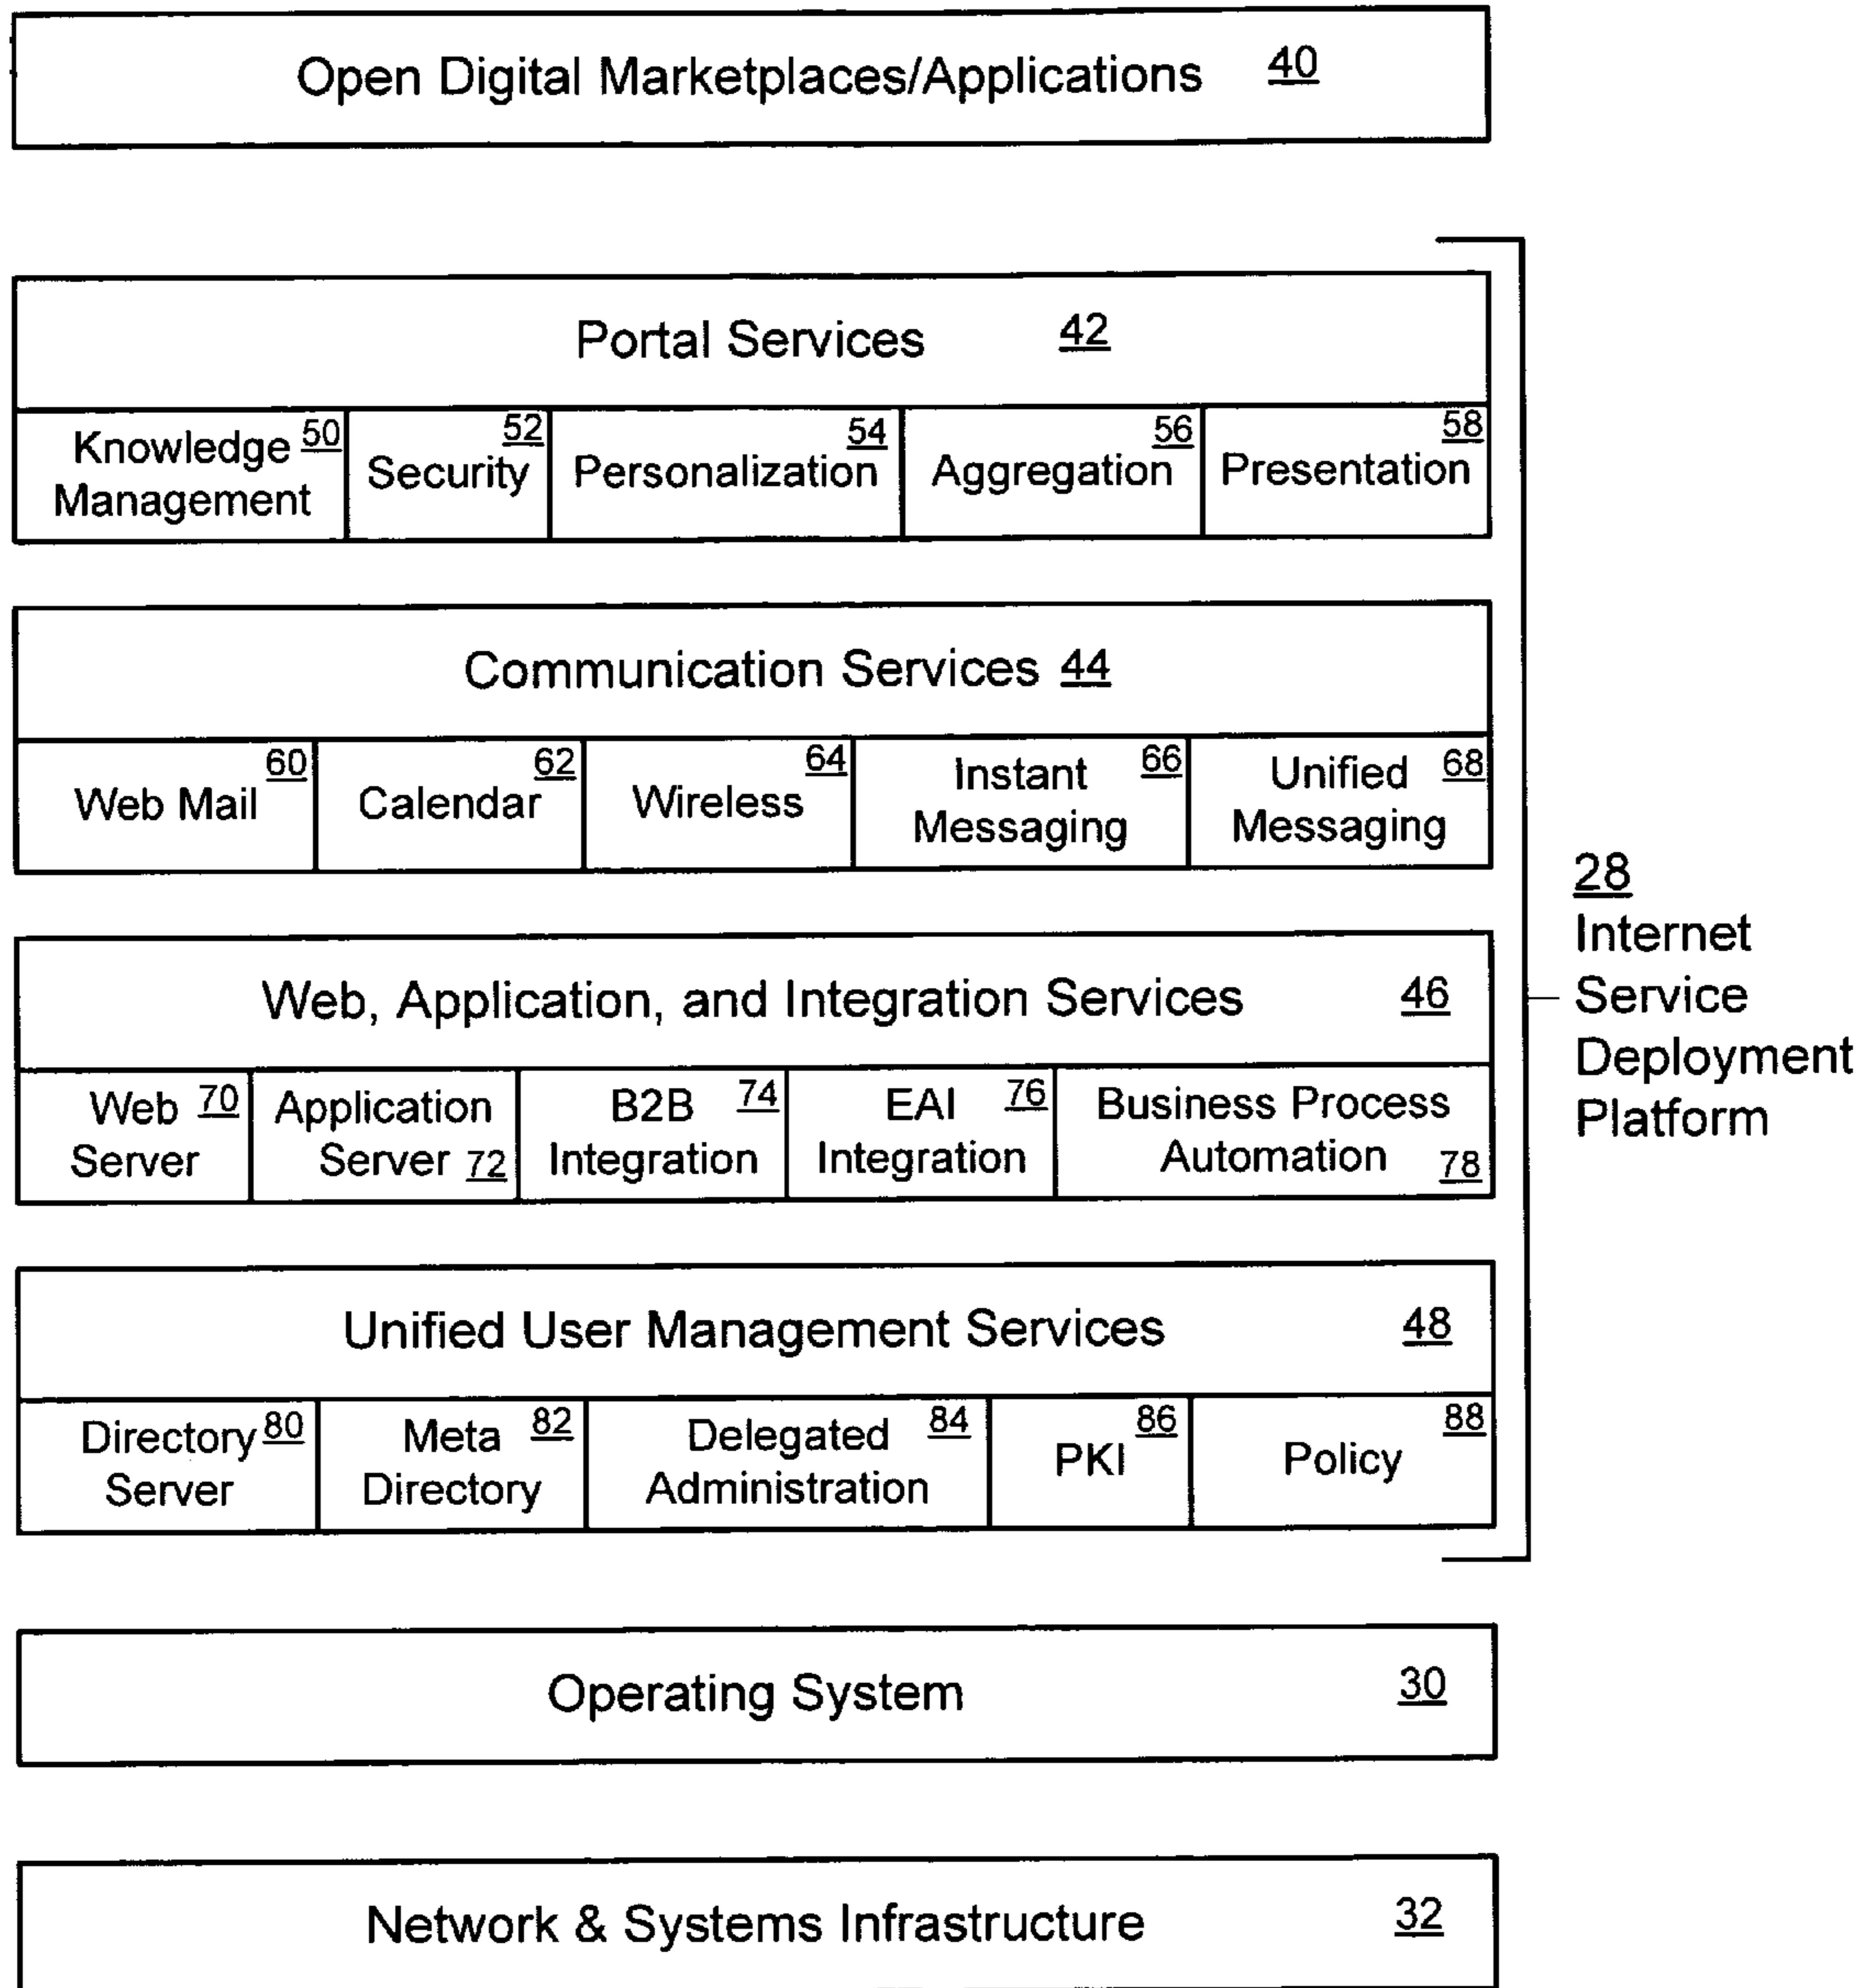 Open Digital Marketplaces/Applications 40
Portal Services 42
Knowledge 50
Management
Security 52
Personalization 54
Aggregation 56
Presentation 58
Communication Services 44
Web Mail 60
Calendar 62
Wireless 64
Instant 66
Messaging
Unified 68
Messaging
Web, Application, and Integration Services 46
Web 70
Server
Application
Server 72
B2B 74
Integration
EAI 76
Integration
Business Process
Automation 78
Unified User Management Services 48
Directory 80
Server
Meta 82
Directory
Delegated 84
Administration
PKI 86
Policy 88
28
Internet
Service
Deployment
Platform
Operating System 30
Network & Systems Infrastructure 32